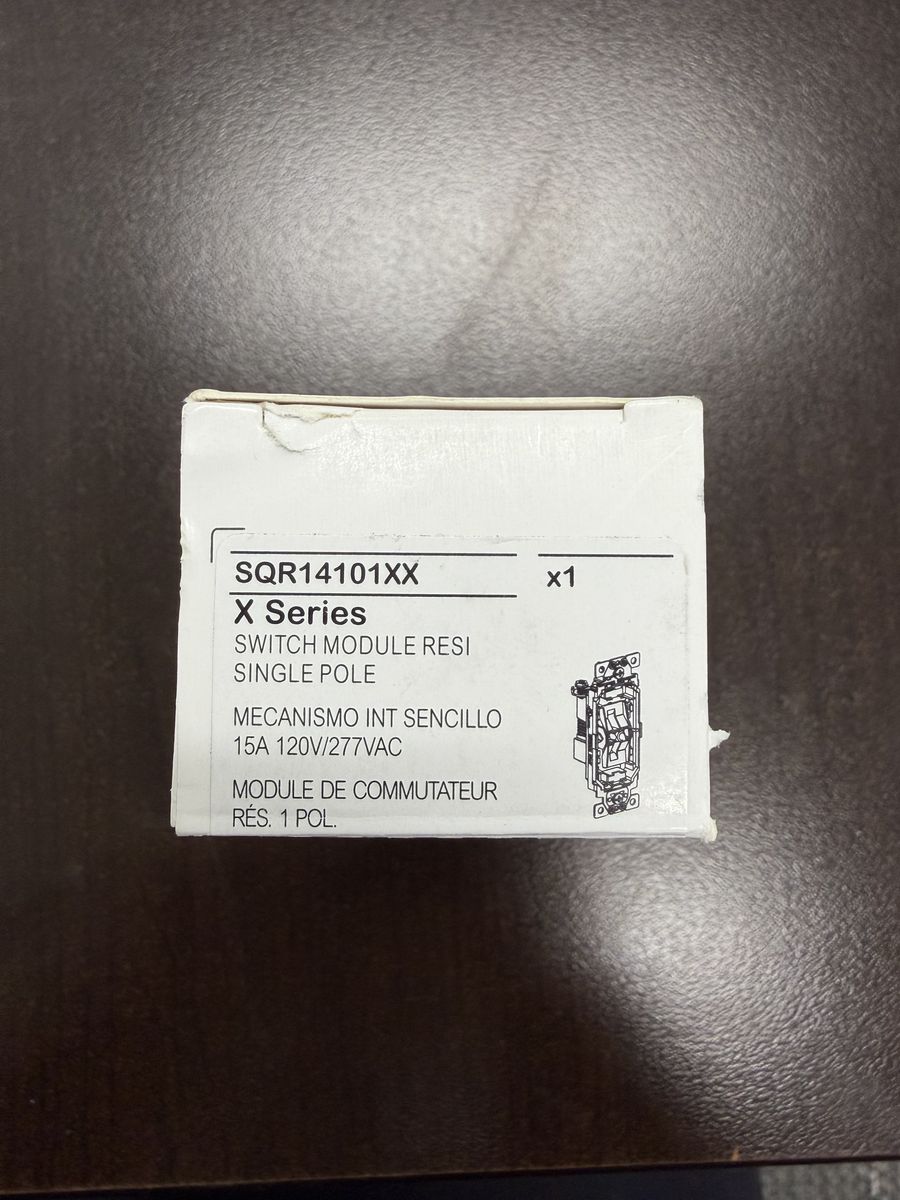 SQR14101XX x1
X Series
SWITCH MODULE RESI
SINGLE POLE
MECANISMO INT SENCILLO
15A 120V/277VAC
MODULE DE COMMUTATEUR
RÉS. 1 POL.